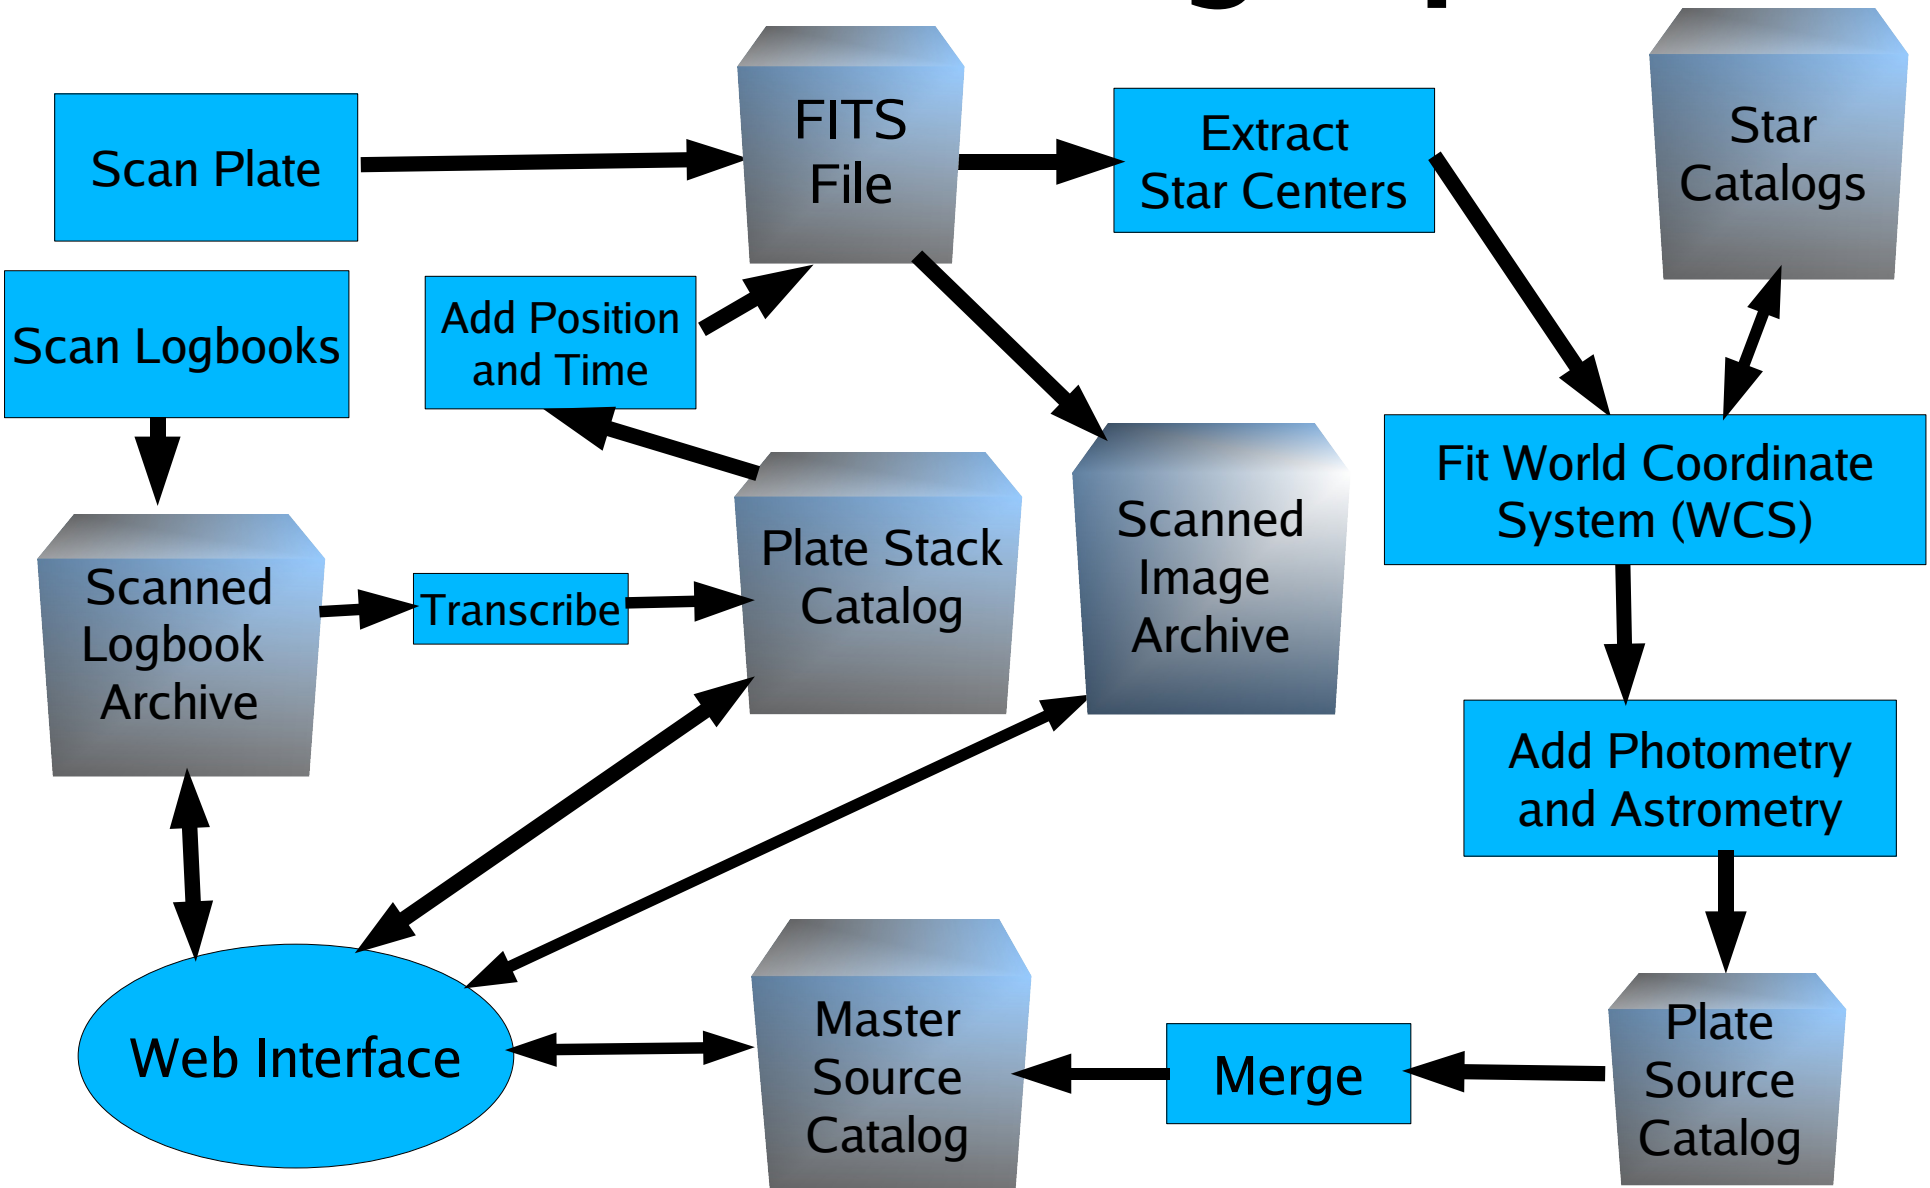 Scan Plate
FITS
File
Extract
Star Centers
Star
Catalogs
Scan Logbooks
Add Position
and Time
Fit World Coordinate
System (WCS)
Scanned
Logbook
Archive
Transcribe
Plate Stack
Catalog
Scanned
Image
Archive
Add Photometry
and Astrometry
Web Interface
Master
Source
Catalog
Merge
Plate
Source
Catalog